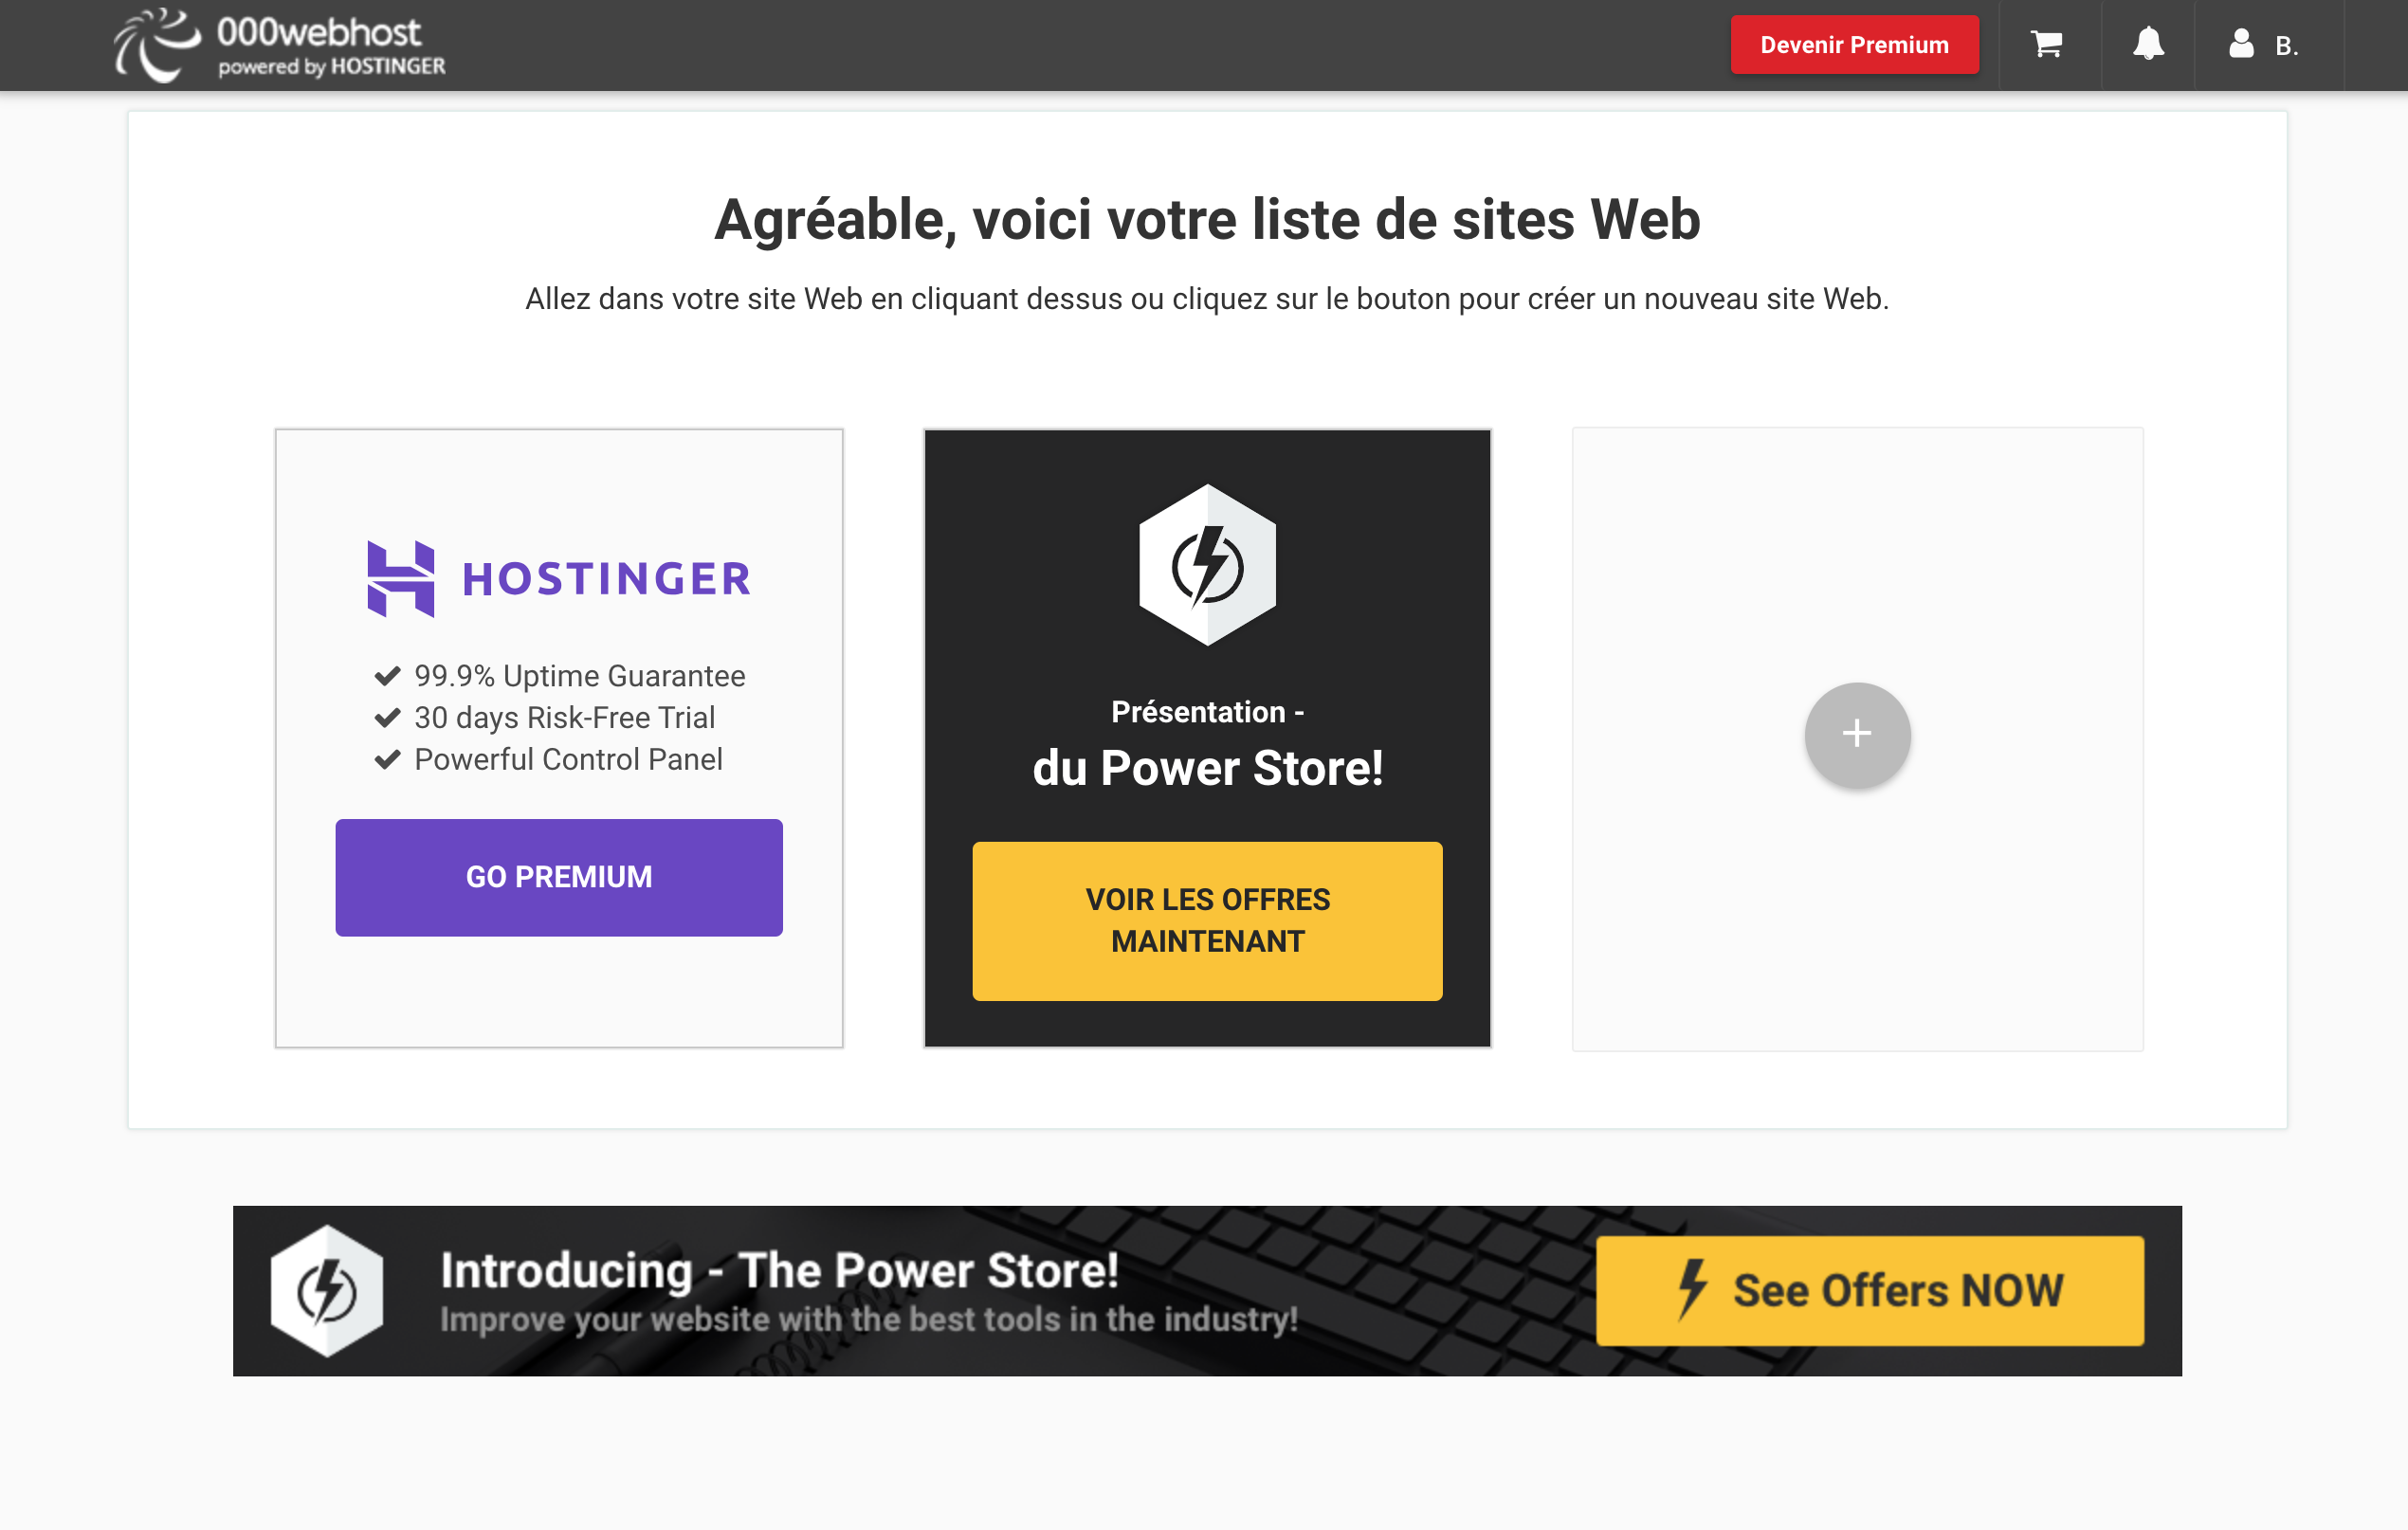 000webhost
powered by HOSTINGER
Devenir Premium
B.
Agréable, voici votre liste de sites Web
Allez dans votre site Web en cliquant dessus ou cliquez sur le bouton pour créer un nouveau site Web.
HOSTINGER
99.9% Uptime Guarantee
30 days Risk-Free Trial
Powerful Control Panel
GO PREMIUM
Présentation -
du Power Store!
VOIR LES OFFRES
MAINTENANT
+
Introducing - The Power Store!
Improve your website with the best tools in the industry!
See Offers NOW